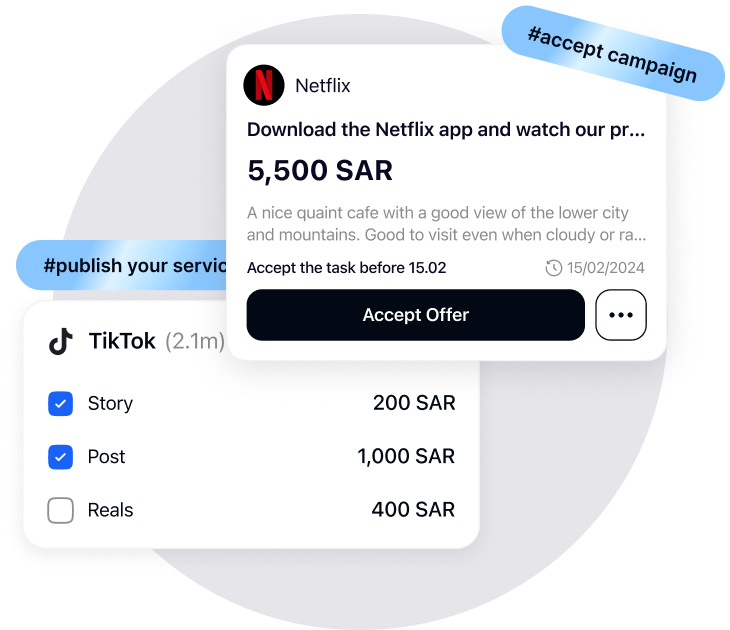 #accept campaign
Netflix
Download the Netflix app and watch our pr...
5,500 SAR
A nice quaint cafe with a good view of the lower city
and mountains. Good to visit even when cloudy or ra...
Accept the task before 15.02 15/02/2024
Accept Offer
#publish your servic
TikTok (2.1m)
Story 200 SAR
Post 1,000 SAR
Reals 400 SAR